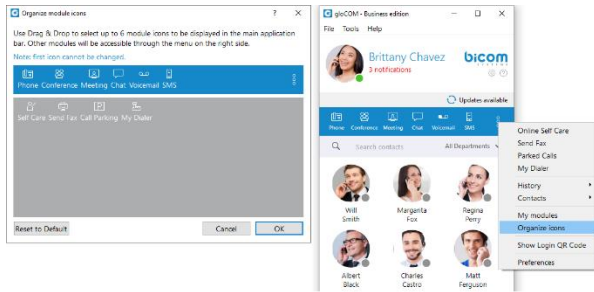 Organize module icons
Use Drag & Drop to select up to 6 module icons to be displayed in the main application
bar. Other modules will be accessible through the menu on the right side.
Note: first icon cannot be changed.
Phone Conference Meeting Chat Voicemail SMS
Self Care Send Fax Call Parking My Dialer
Reset to Default
Cancel
OK
gloCOM - Business edition
File Tools Help
Brittany Chavez
3 notifications
bicom
SYSTEMS
Updates available
Phone Conference Meeting Chat Voicemail SMS
Search contacts
All Departments
Will
Smith
Margarita
Fox
Regina
Perry
Albert
Black
Charles
Castro
Matt
Ferguson
Online Self Care
Send Fax
Parked Calls
My Dialer
History
Contacts
My modules
Organize icons
Show Login QR Code
Preferences